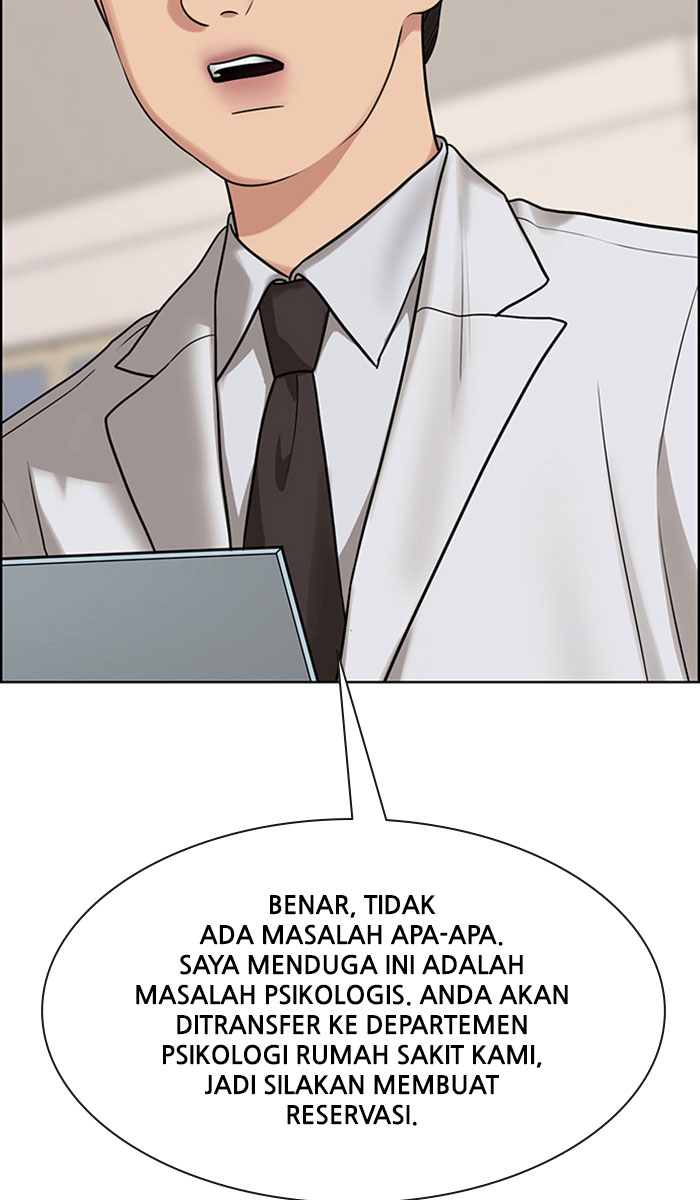 BENAR, TIDAK
ADA MASALAH APA-APA.
SAYA MENDUGA INI ADALAH
MASALAH PSIKOLOGIS. ANDA AKAN
DITRANSFER KE DEPARTEMEN
PSIKOLOGI RUMAH SAKIT KAMI,
JADI SILAKAN MEMBUAT
RESERVASI.